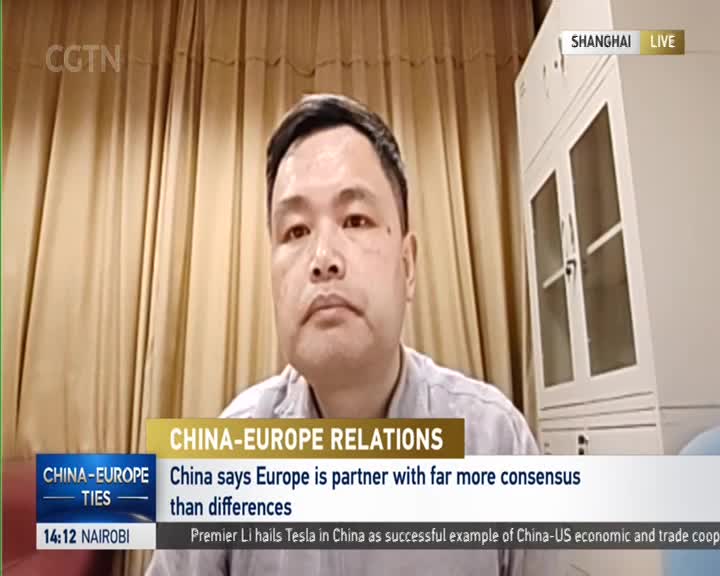 CGTN
SHANGHAI LIVE
CHINA-EUROPE RELATIONS
CHINA-EUROPE
TIES
China says Europe is partner with far more consensus
than differences
14:12 NAIROBI
Premier Li hails Tesla in China as successful example of China-US economic and trade coop